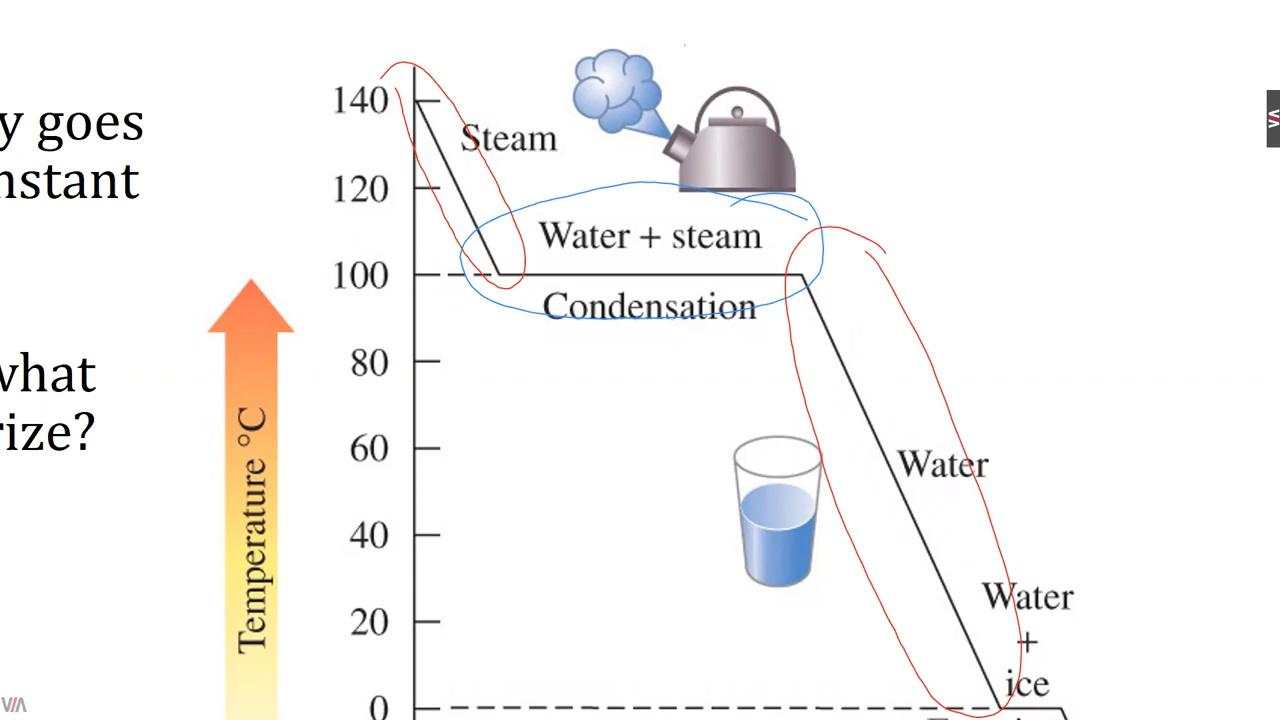 y goes
nstant
what
rize?
Temperature °C
140
120
100
80
60
40
20
0
Steam
Water + steam
Condensation
Water
Water
+
ice
VIA